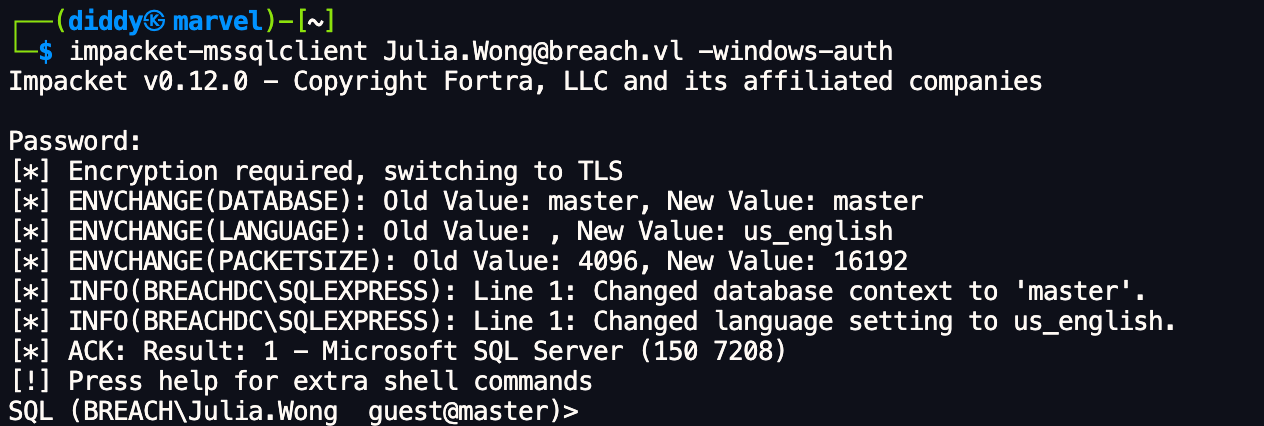 ┌──(diddy㉿marvel)-[~]
└─$ impacket-mssqlclient Julia.Wong@breach.vl -windows-auth
Impacket v0.12.0 - Copyright Fortra, LLC and its affiliated companies
Password:
[*] Encryption required, switching to TLS
[*] ENVCHANGE(DATABASE): Old Value: master, New Value: master
[*] ENVCHANGE(LANGUAGE): Old Value: , New Value: us_english
[*] ENVCHANGE(PACKETSIZE): Old Value: 4096, New Value: 16192
[*] INFO(BREACHDC\SQLEXPRESS): Line 1: Changed database context to 'master'.
[*] INFO(BREACHDC\SQLEXPRESS): Line 1: Changed language setting to us_english.
[*] ACK: Result: 1 - Microsoft SQL Server (150 7208)
[!] Press help for extra shell commands
SQL (BREACH\Julia.Wong  guest@master)>